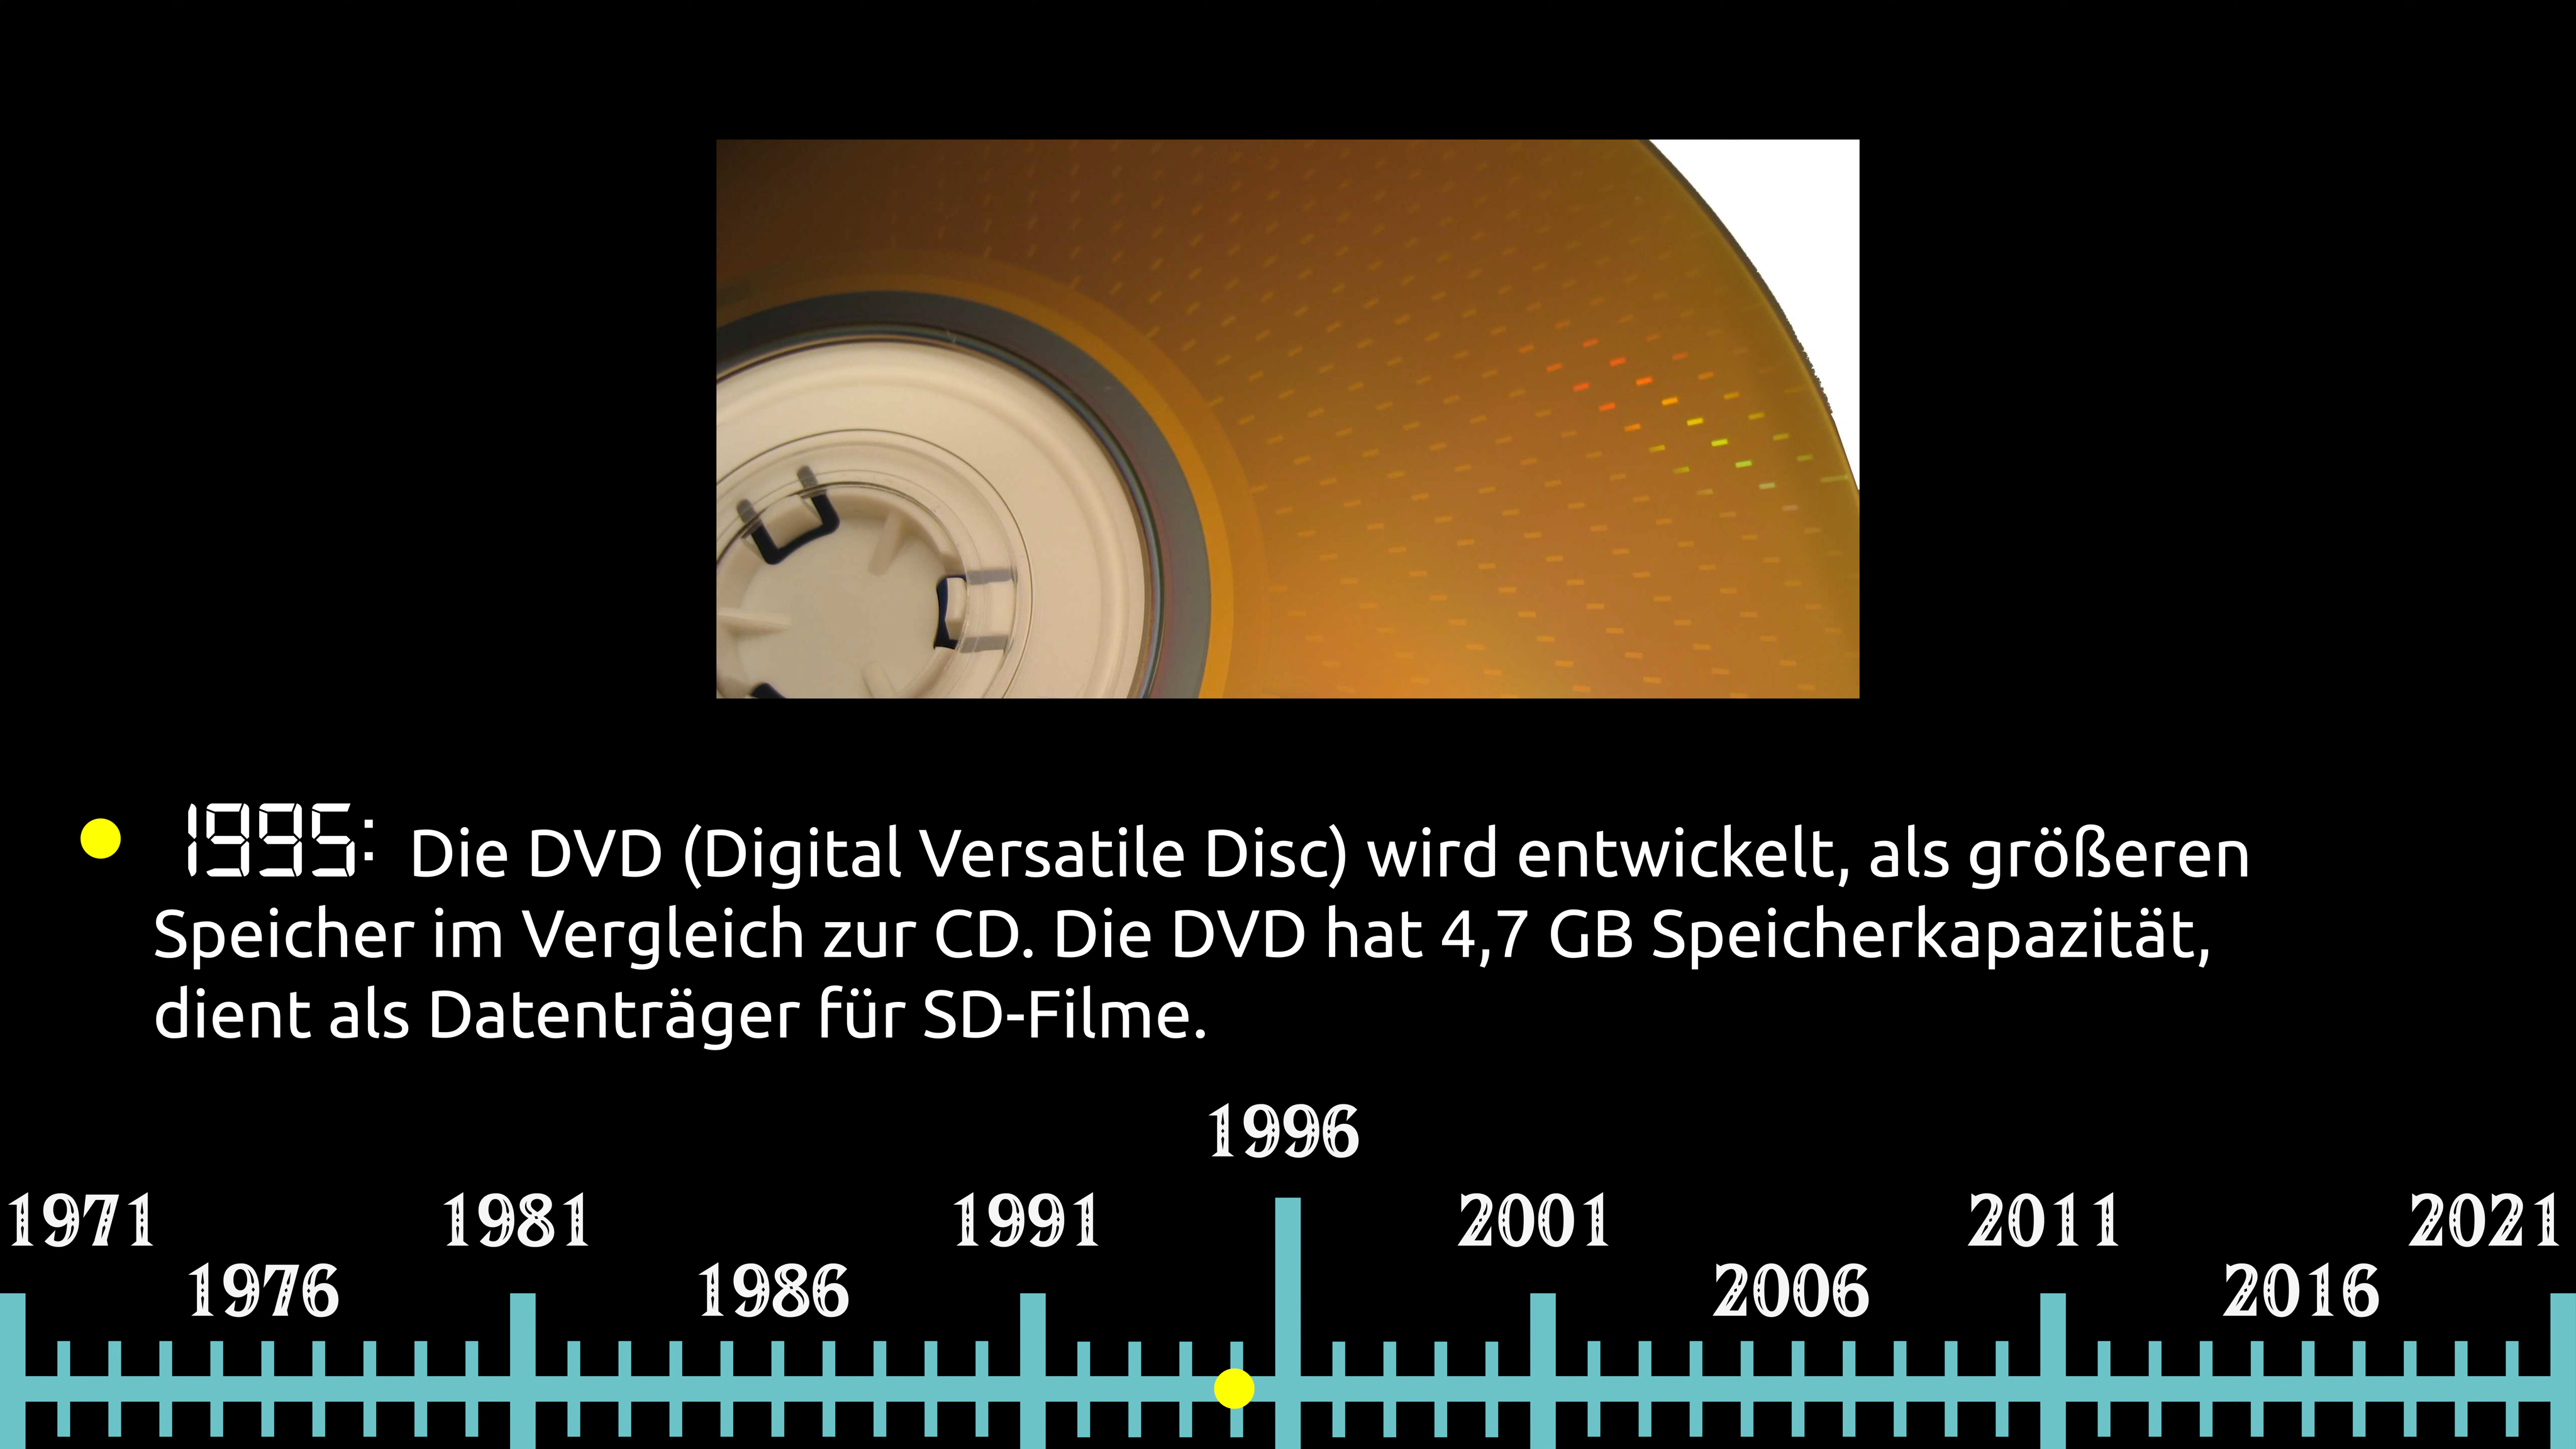 1995: Die DVD (Digital Versatile Disc) wird entwickelt, als größeren
Speicher im Vergleich zur CD. Die DVD hat 4,7 GB Speicherkapazität,
dient als Datenträger für SD-Filme.
1996
1971 1981 1991 2001 2011 2021
1976 1986 2006 2016